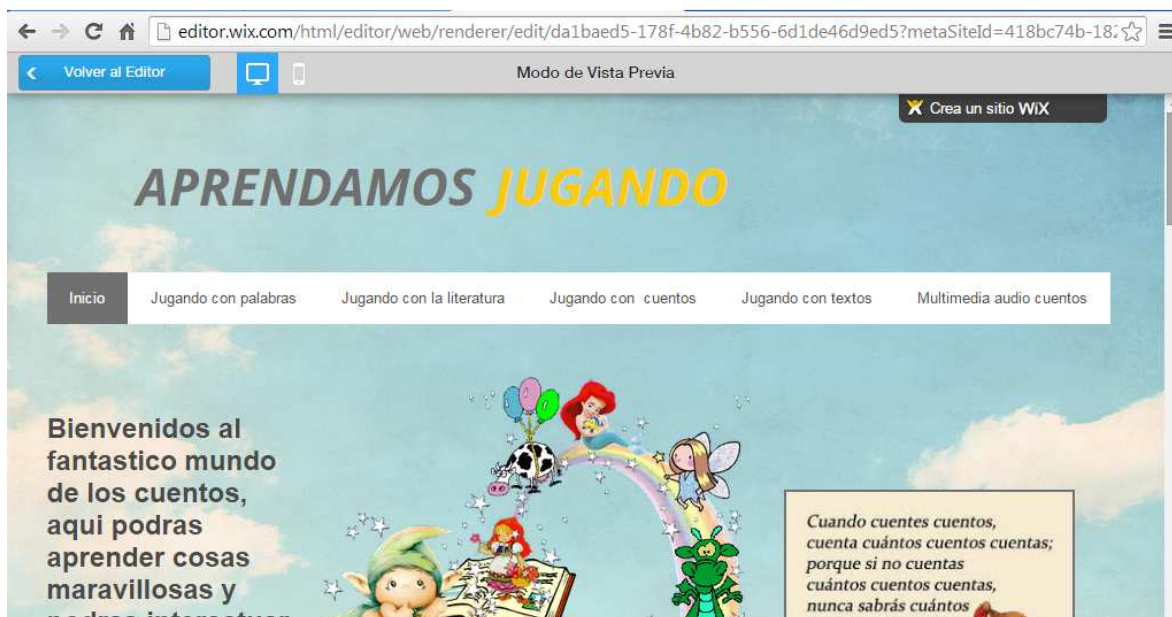 editor.wix.com/html/editor/web/renderer/edit/da1baed5-178f-4b82-b556-6d1de46d9ed5?metaSiteId=418bc74b-182
Volver al Editor
Modo de Vista Previa
Crea un sitio WiX
APRENDAMOS JUGANDO
Inicio Jugando con palabras Jugando con la literatura Jugando con cuentos Jugando con textos Multimedia audio cuentos
Bienvenidos al
fantastico mundo
de los cuentos,
aqui podras
aprender cosas
maravillosas y
podras interactuar
Cuando cuentes cuentos,
cuenta cuántos cuentos cuentas;
porque si no cuentas
cuántos cuentos cuentas,
nunca sabrás cuántos